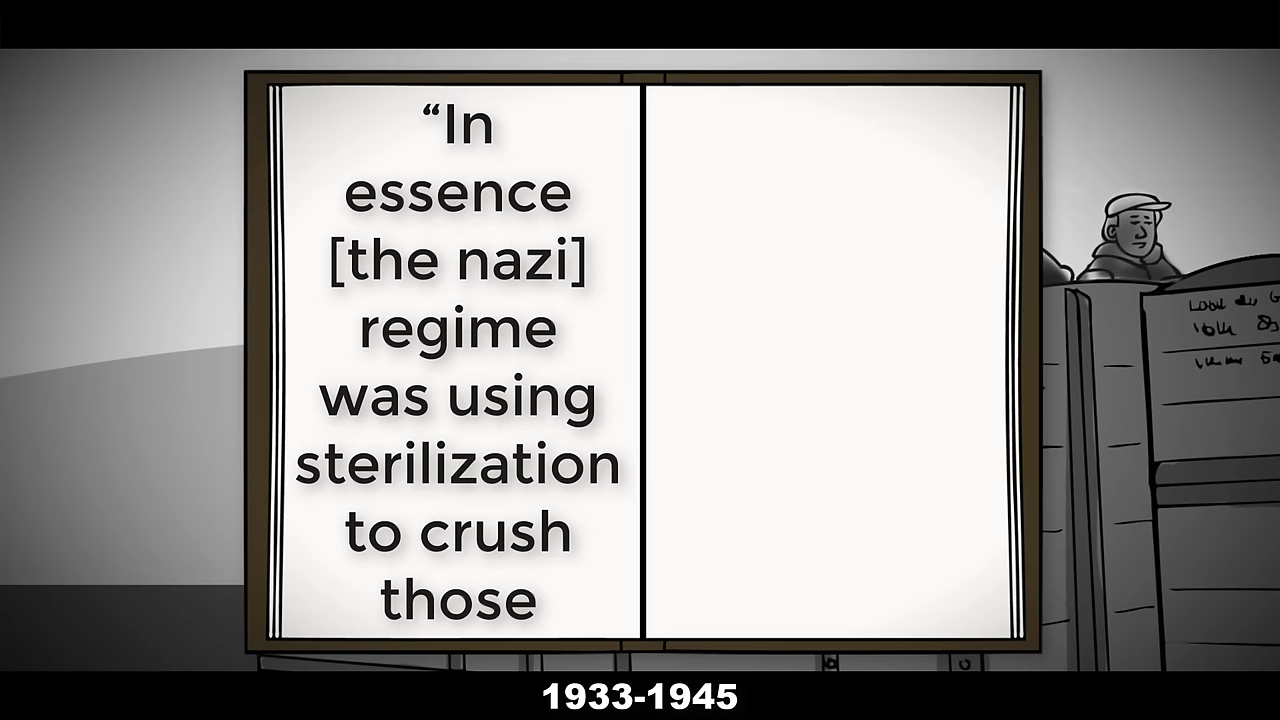 “In
essence
[the nazi]
regime
was using
sterilization
to crush
those
1933-1945